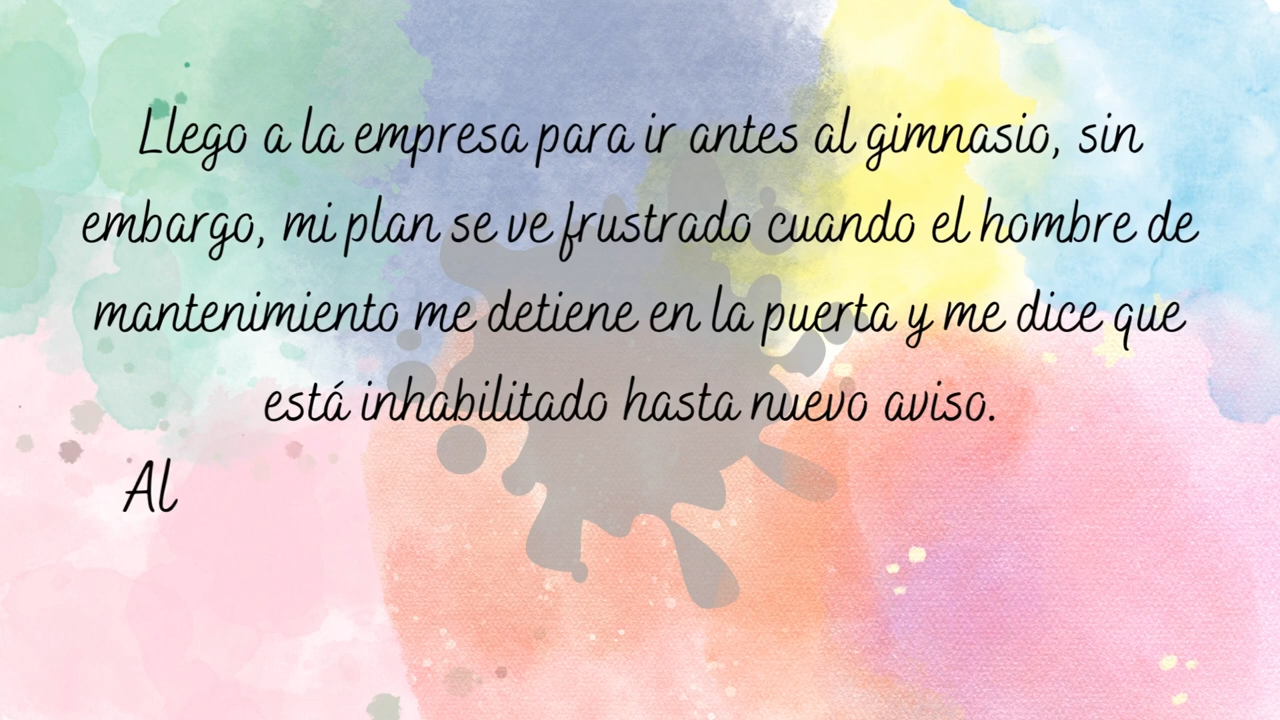 Llego a la empresa para ir antes al gimnasio, sin
embargo, mi plan se ve frustrado cuando el hombre de
mantenimiento me detiene en la puerta y me dice que
está inhabilitado hasta nuevo aviso.
Al